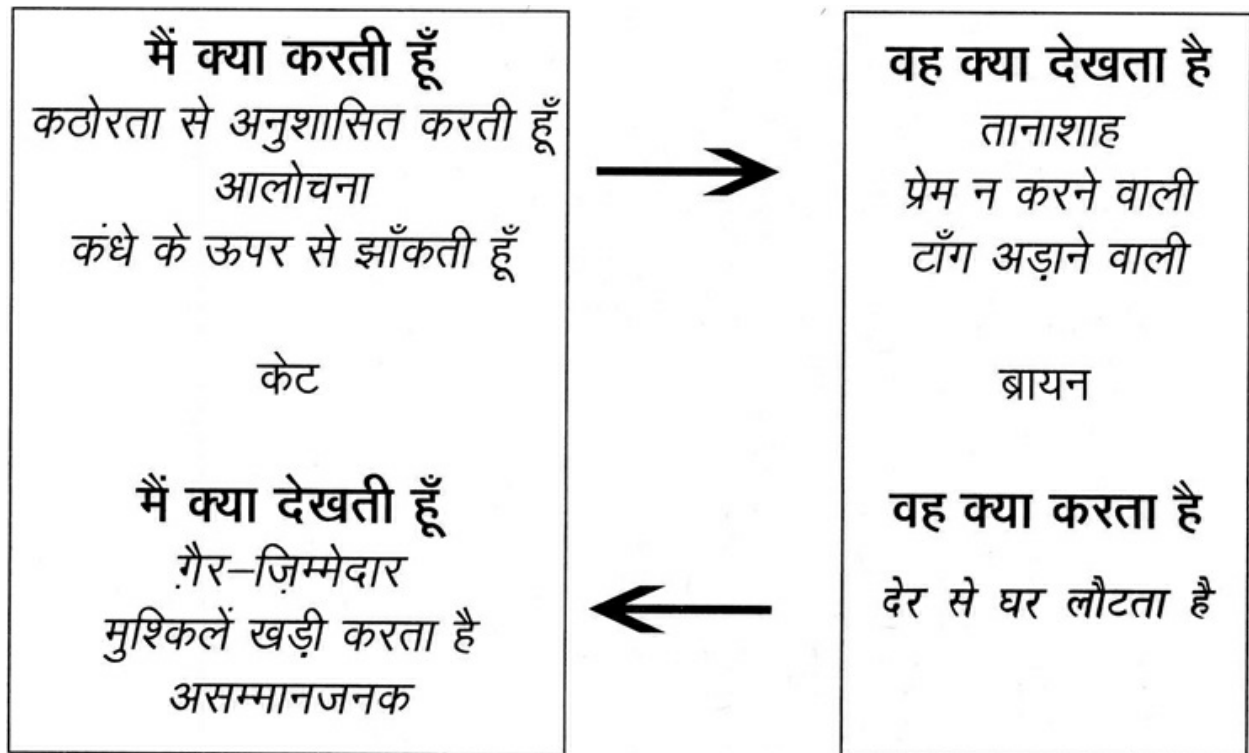 मैं क्या करती हूँ
कठोरता से अनुशासित करती हूँ
आलोचना
कंधे के ऊपर से झाँकती हूँ
केट
मैं क्या देखती हूँ
ग़ैर–ज़िम्मेदार
मुश्किलें खड़ी करता है
असम्मानजनक
वह क्या देखता है
तानाशाह
प्रेम न करने वाली
टाँग अड़ाने वाली
ब्रायन
वह क्या करता है
देर से घर लौटता है